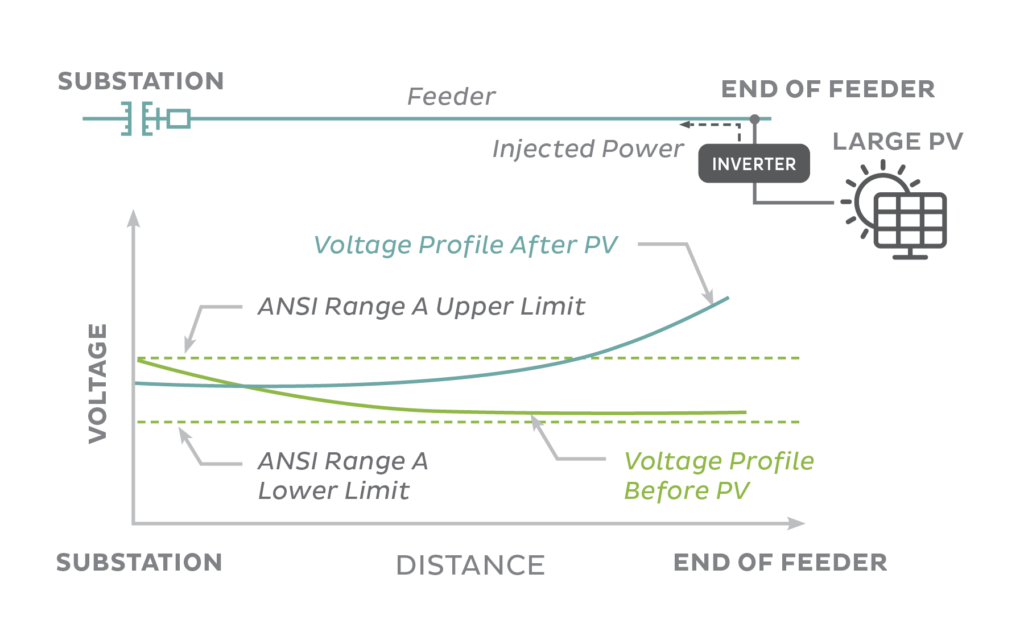 SUBSTATION
Feeder
END OF FEEDER
Injected Power
INVERTER
LARGE PV
Voltage Profile After PV
ANSI Range A Upper Limit
VOLTAGE
ANSI Range A
Lower Limit
Voltage Profile
Before PV
SUBSTATION
DISTANCE
END OF FEEDER